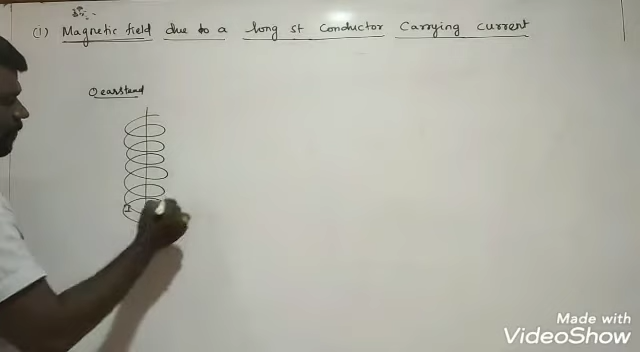 (1) Magnetic field due to a long st conductor carrying current
Oearstead
I
Made with
VideoShow